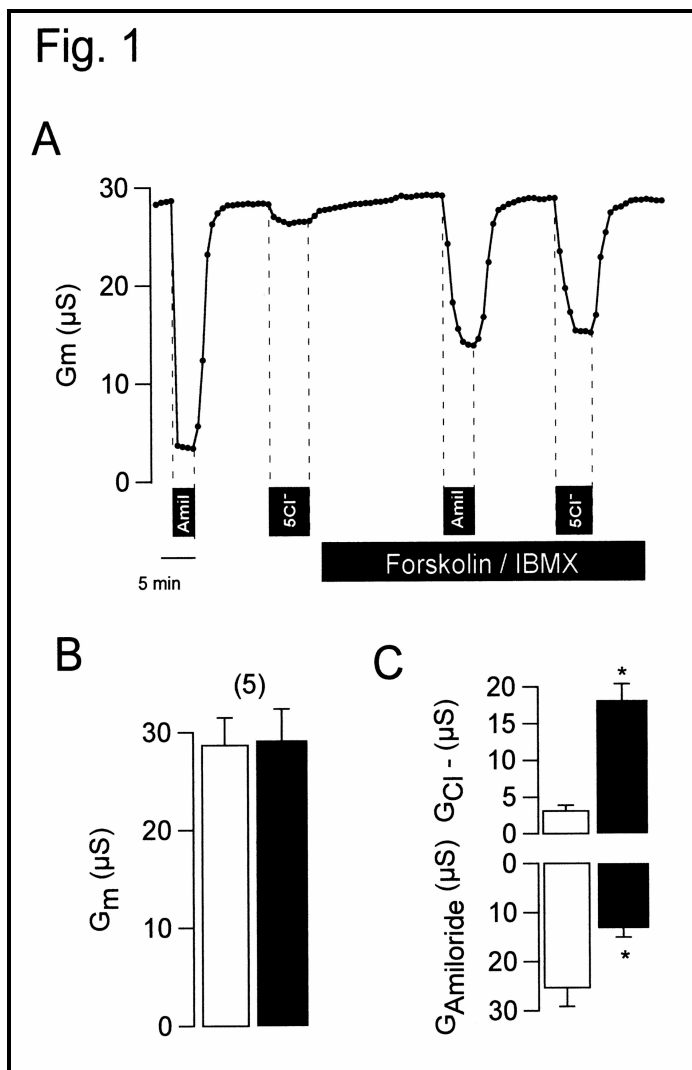 Fig. 1
A
Gm (µS)
30
20
10
0
Amil
5Cl⁻
Amil
5Cl⁻
5 min
Forskolin / IBMX
B
(5)
Gm (µS)
30
20
10
0
C
GCl - (µS)
*
20
15
10
5
0
GAmiloride (µS)
0
10
20
30
*